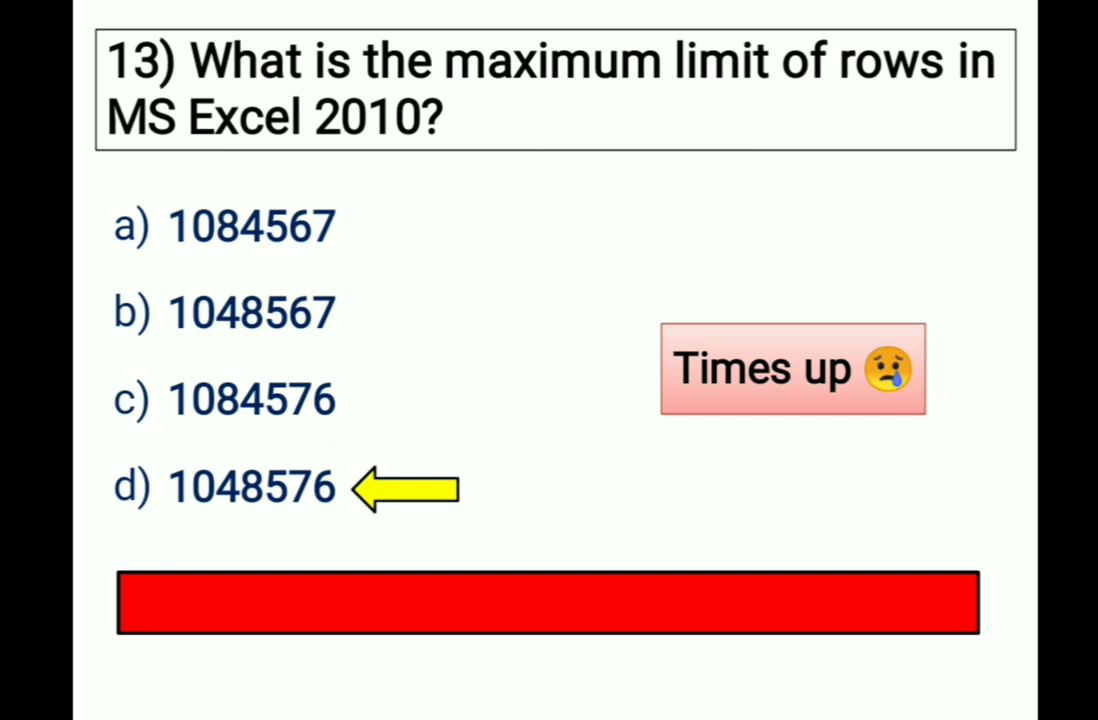 13) What is the maximum limit of rows in
MS Excel 2010?
a) 1084567
b) 1048567
c) 1084576
Times up 😢
d) 1048576